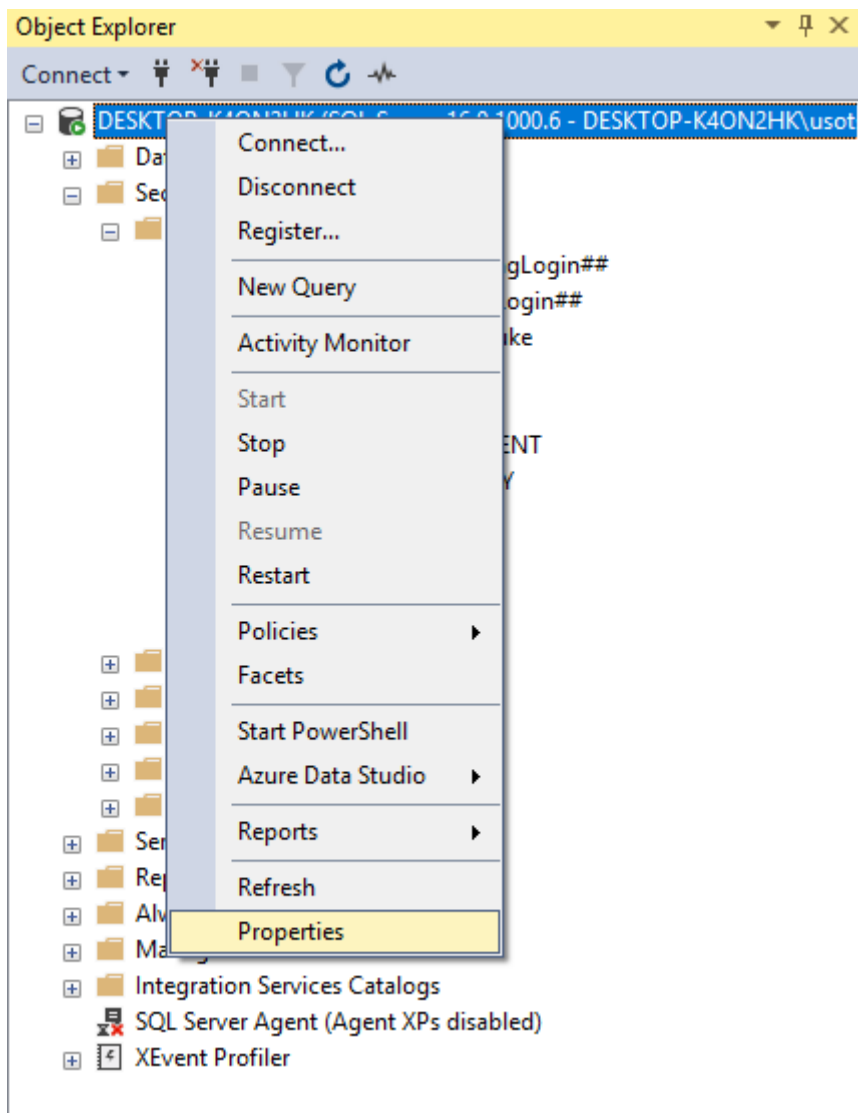 Object Explorer
Connect
DESKTOP-K4ON2HK (SQL S 16.0.1000.6 - DESKTOP-K4ON2HK\usot
Connect...
Da
Disconnect
Sec
Register...
gLogin##
New Query
ogin##
ke
Activity Monitor
Start
Stop
ENT
Pause
Y
Resume
Restart
Policies
Facets
Start PowerShell
Azure Data Studio
Reports
Ser
Rep
Refresh
Alw
Properties
Ma
Integration Services Catalogs
SQL Server Agent (Agent XPs disabled)
XEvent Profiler